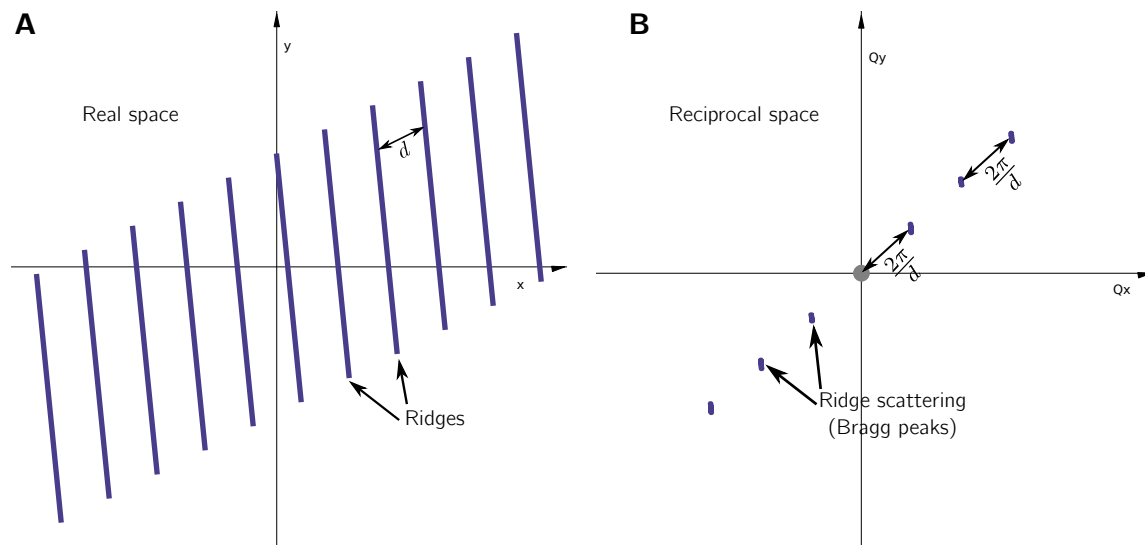 A
y
Real space
d
x
Ridges
B
Qy
Reciprocal space
2π
d
2π
d
Qx
Ridge scattering
(Bragg peaks)